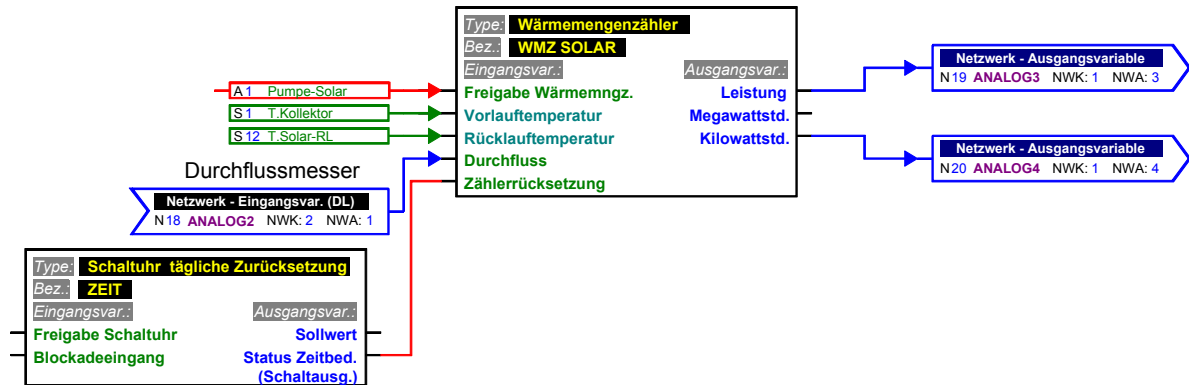 Type: Wärmemengenzähler
Bez.: WMZ SOLAR
Eingangsvar.: Ausgangsvar.:
Freigabe Wärmemngz. Leistung
Vorlauftemperatur Megawattstd.
Rücklauftemperatur Kilowattstd.
Durchfluss
Zählerrücksetzung
A 1 Pumpe-Solar
S 1 T.Kollektor
S 12 T.Solar-RL
Durchflussmesser
Netzwerk - Eingangsvar. (DL)
N 18 ANALOG2 NWK: 2 NWA: 1
Netzwerk - Ausgangsvariable
N 19 ANALOG3 NWK: 1 NWA: 3
Netzwerk - Ausgangsvariable
N 20 ANALOG4 NWK: 1 NWA: 4
Type: Schaltuhr tägliche Zurücksetzung
Bez.: ZEIT
Eingangsvar.: Ausgangsvar.:
Freigabe Schaltuhr Sollwert
Blockadeeingang Status Zeitbed.
(Schaltausg.)